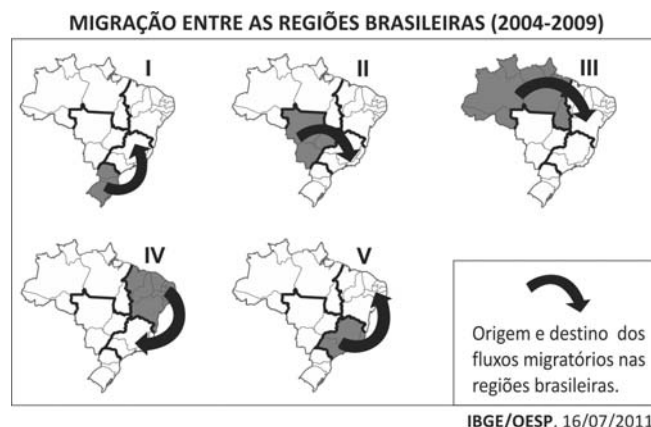 MIGRAÇÃO ENTRE AS REGIÕES BRASILEIRAS (2004-2009)
I
II
III
IV
V
Origem e destino dos
fluxos migratórios nas
regiões brasileiras.
IBGE/OESP, 16/07/2011